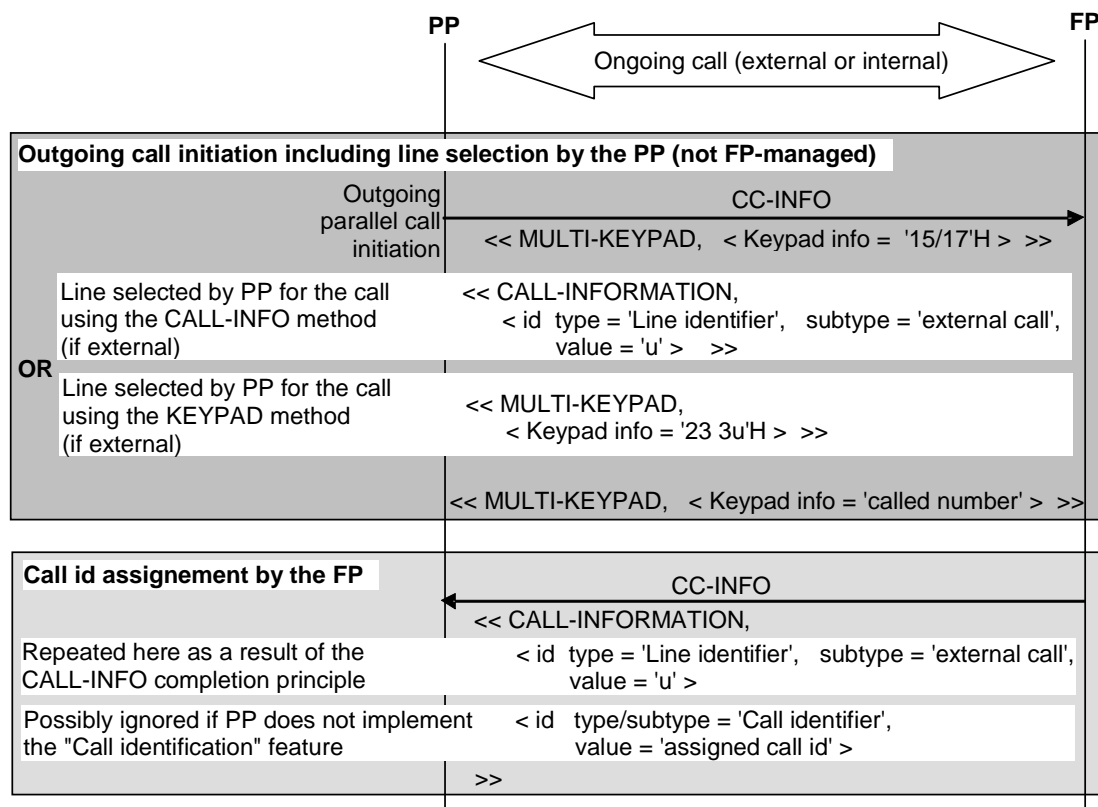 PP
FP
Ongoing call (external or internal)
Outgoing call initiation including line selection by the PP (not FP-managed)
Outgoing
parallel call
initiation
CC-INFO
<< MULTI-KEYPAD, < Keypad info = '15/17'H > >>
Line selected by PP for the call
using the CALL-INFO method
(if external)
<< CALL-INFORMATION,
< id type = 'Line identifier', subtype = 'external call',
value = 'u' > >>
OR
Line selected by PP for the call
using the KEYPAD method
(if external)
<< MULTI-KEYPAD,
< Keypad info = '23 3u'H > >>
<< MULTI-KEYPAD, < Keypad info = 'called number' > >>
Call id assignement by the FP
CC-INFO
<< CALL-INFORMATION,
Repeated here as a result of the
CALL-INFO completion principle
< id type = 'Line identifier', subtype = 'external call',
value = 'u' >
Possibly ignored if PP does not implement
the "Call identification" feature
< id type/subtype = 'Call identifier',
value = 'assigned call id' >
>>